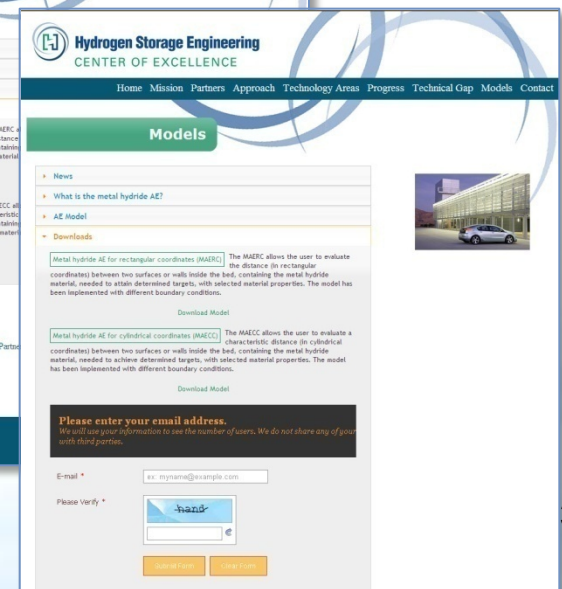 Hydrogen Storage Engineering
CENTER OF EXCELLENCE
Home Mission Partners Approach Technology Areas Progress Technical Gap Models Contact
Models
News
What is the metal hydride AE?
AE Model
Downloads
Metal hydride AE for rectangular coordinates (MAERC) The MAERC allows the user to evaluate
the distance (in rectangular
coordinates) between two surfaces or walls inside the bed, containing the metal hydride
material, needed to attain determined targets, with selected material properties. The model has
been implemented with different boundary conditions.
Download Model
Metal hydride AE for cylindrical coordinates (MAECC) The MAECC allows the user to evaluate a
characteristic distance (in cylindrical
coordinates) between two surfaces or walls inside the bed, containing the metal hydride
material, needed to achieve determined targets, with selected material properties. The model
has been implemented with different boundary conditions.
Download Model
Please enter your email address.
We will use your information to see the number of users. We do not share any of your
with third parties.
E-mail *
ex: myname@example.com
Please Verify *
hand
Submit Form Clear Form